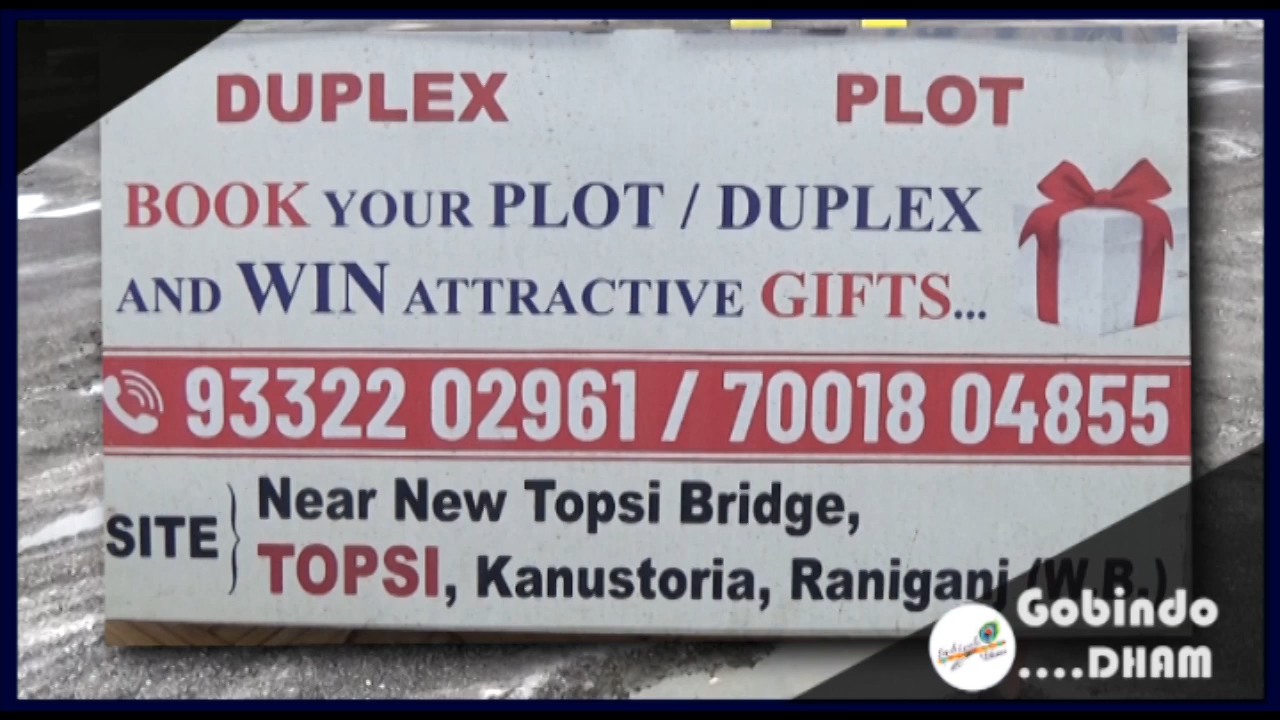 DUPLEX PLOT
BOOK YOUR PLOT / DUPLEX
AND WIN ATTRACTIVE GIFTS...
93322 02961 / 70018 04855
SITE } Near New Topsi Bridge,
TOPSI, Kanustoria, Raniganj (W.B.)
Gobindo
....DHAM